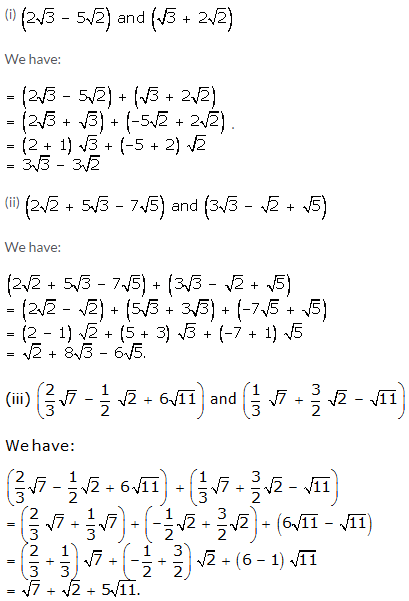 (i) (2√3 − 5√2) and (√3 + 2√2)
We have:
= (2√3 − 5√2) + (√3 + 2√2)
= (2√3 + √3) + (−5√2 + 2√2) .
= (2 + 1) √3 + (−5 + 2) √2
= 3√3 − 3√2
(ii) (2√2 + 5√3 − 7√5) and (3√3 − √2 + √5)
We have:
(2√2 + 5√3 − 7√5) + (3√3 − √2 + √5)
= (2√2 − √2) + (5√3 + 3√3) + (−7√5 + √5)
= (2 − 1) √2 + (5 + 3) √3 + (−7 + 1) √5
= √2 + 8√3 − 6√5.
(iii) (2/3 √7 − 1/2 √2 + 6√11) and (1/3 √7 + 3/2 √2 − √11)
We have:
(2/3 √7 − 1/2 √2 + 6√11) + (1/3 √7 + 3/2 √2 − √11)
= (2/3 √7 + 1/3 √7) + (−1/2 √2 + 3/2 √2) + (6√11 − √11)
= (2/3 + 1/3) √7 + (−1/2 + 3/2) √2 + (6 − 1) √11
= √7 + √2 + 5√11.